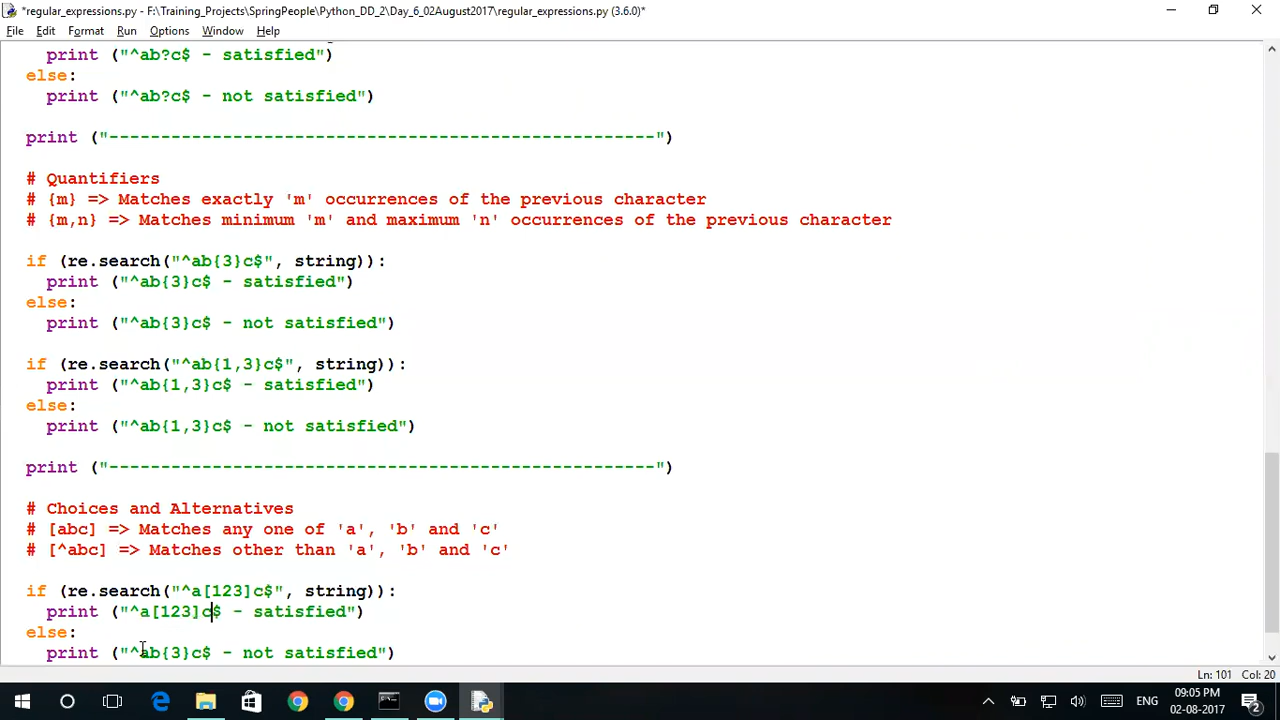 *regular_expressions.py - F:\Training_Projects\SpringPeople\Python_DD_2\Day_6_02August2017\regular_expressions.py (3.6.0)*
File Edit Format Run Options Window Help
print ("^ab?c$ - satisfied")
else:
print ("^ab?c$ - not satisfied")
print ("-----------------------------------------------------")
# Quantifiers
# {m} => Matches exactly 'm' occurrences of the previous character
# {m,n} => Matches minimum 'm' and maximum 'n' occurrences of the previous character
if (re.search("^ab{3}c$", string)):
print ("^ab{3}c$ - satisfied")
else:
print ("^ab{3}c$ - not satisfied")
if (re.search("^ab{1,3}c$", string)):
print ("^ab{1,3}c$ - satisfied")
else:
print ("^ab{1,3}c$ - not satisfied")
print ("-----------------------------------------------------")
# Choices and Alternatives
# [abc] => Matches any one of 'a', 'b' and 'c'
# [^abc] => Matches other than 'a', 'b' and 'c'
if (re.search("^a[123]c$", string)):
print ("^a[123]c$ - satisfied")
else:
print ("^ab{3}c$ - not satisfied")
Ln: 101 Col: 20
ENG
09:05 PM
02-08-2017
2